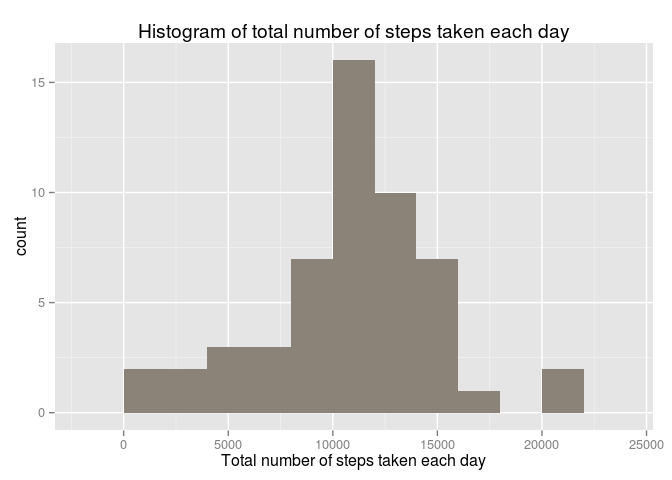 Histogram of total number of steps taken each day
15
10
5
0
count
0 5000 10000 15000 20000 25000
Total number of steps taken each day